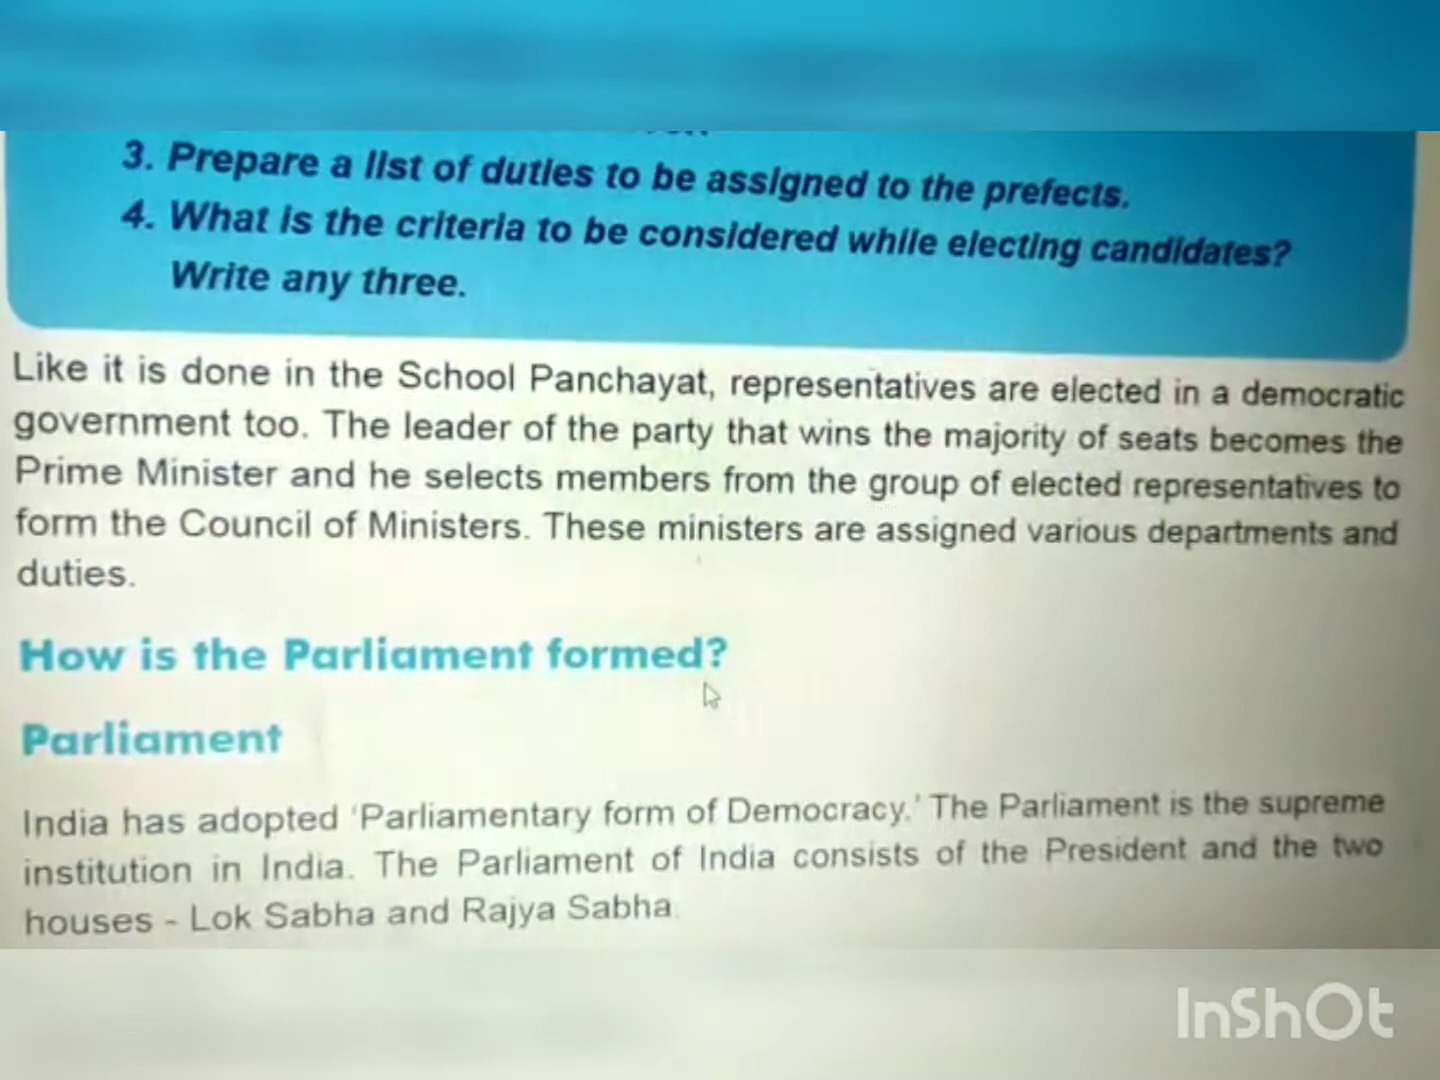 3. Prepare a list of duties to be assigned to the prefects.
4. What is the criteria to be considered while electing candidates?
Write any three.
Like it is done in the School Panchayat, representatives are elected in a democratic
government too. The leader of the party that wins the majority of seats becomes the
Prime Minister and he selects members from the group of elected representatives to
form the Council of Ministers. These ministers are assigned various departments and
duties.
How is the Parliament formed?
Parliament
India has adopted 'Parliamentary form of Democracy.' The Parliament is the supreme
institution in India. The Parliament of India consists of the President and the two
houses - Lok Sabha and Rajya Sabha.
InShOt